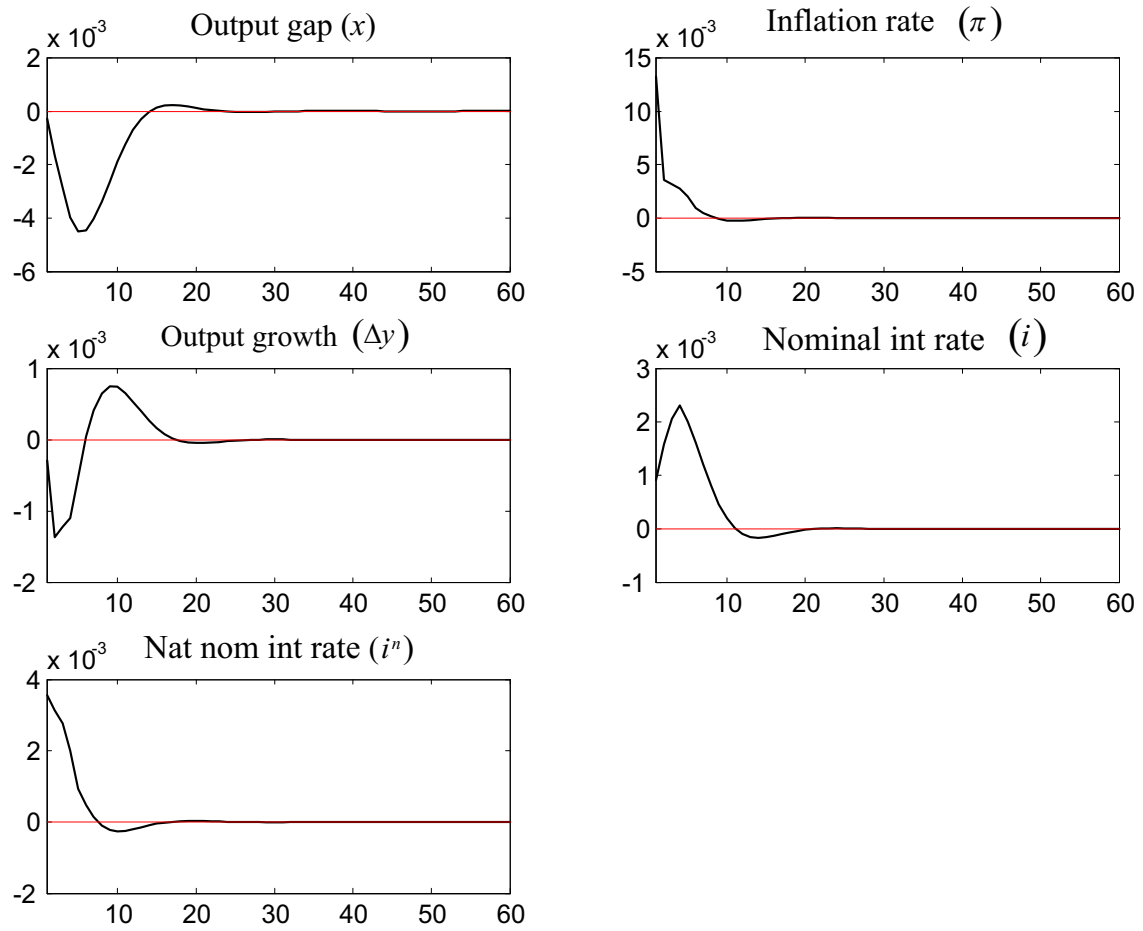 Output gap (x)
x 10-3
2
0
-2
-4
-6
10 20 30 40 50 60
Inflation rate (π)
x 10-3
15
10
5
0
-5
10 20 30 40 50 60
Output growth (Δy)
x 10-3
1
0
-1
-2
10 20 30 40 50 60
Nominal int rate (i)
x 10-3
3
2
1
0
-1
10 20 30 40 50 60
Nat nom int rate (iⁿ)
x 10-3
4
2
0
-2
10 20 30 40 50 60